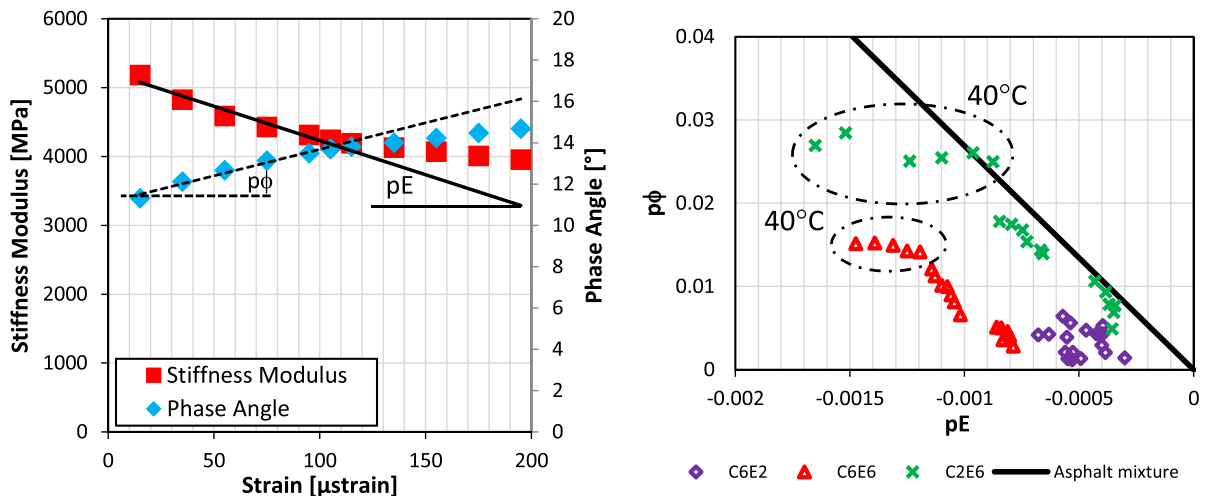 6000
5000
4000
3000
2000
1000
0
Stiffness Modulus [MPa]
0
50
100
150
200
Strain [µstrain]
20
18
16
14
12
10
8
6
4
2
0
Phase Angle [°]
pϕ
pE
Stiffness Modulus
Phase Angle
0.04
0.03
0.02
0.01
0
pϕ
40°C
40°C
-0.002
-0.0015
-0.001
-0.0005
0
pE
C6E2
C6E6
C2E6
Asphalt mixture